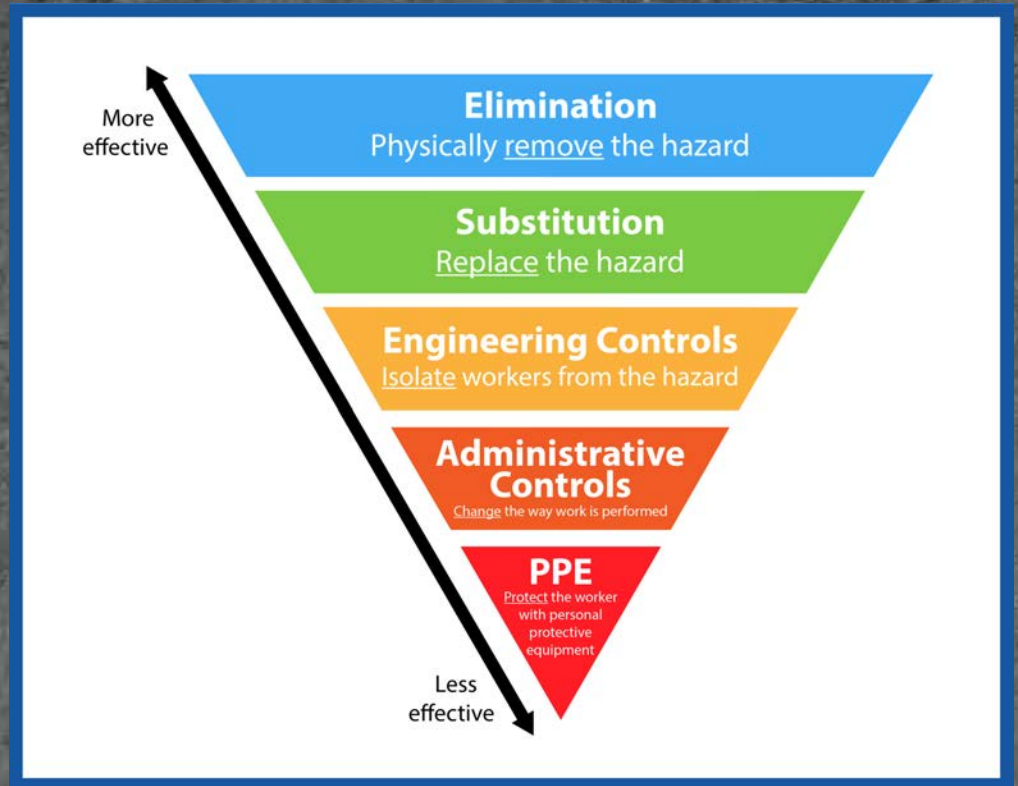 More
effective
Elimination
Physically remove the hazard
Substitution
Replace the hazard
Engineering Controls
Isolate workers from the hazard
Administrative
Controls
Change the way work is performed
PPE
Protect the worker
with personal
protective
equipment
Less
effective